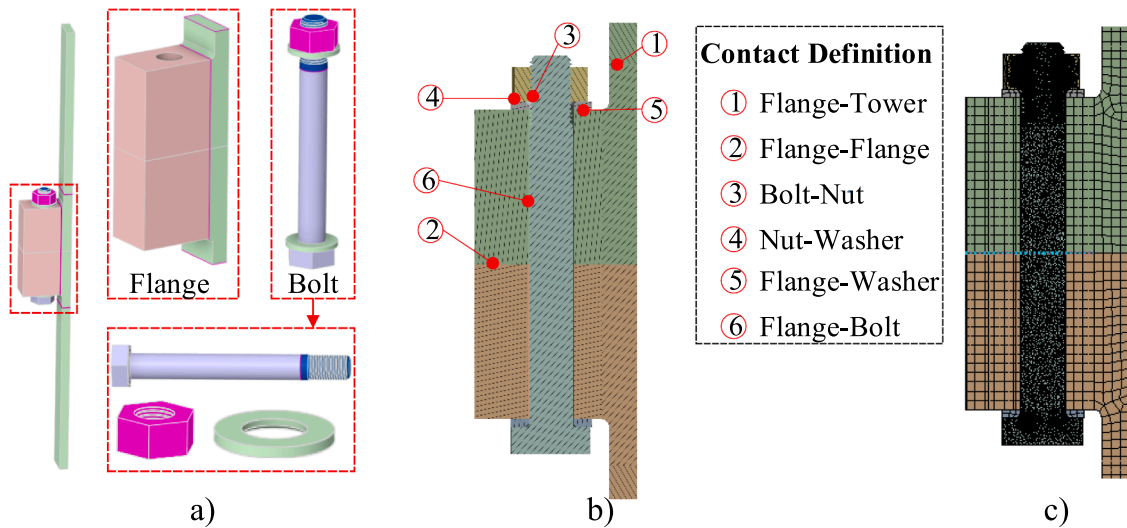 Flange
Bolt
a)
③
①
④
⑤
⑥
②
b)
Contact Definition
① Flange-Tower
② Flange-Flange
③ Bolt-Nut
④ Nut-Washer
⑤ Flange-Washer
⑥ Flange-Bolt
c)